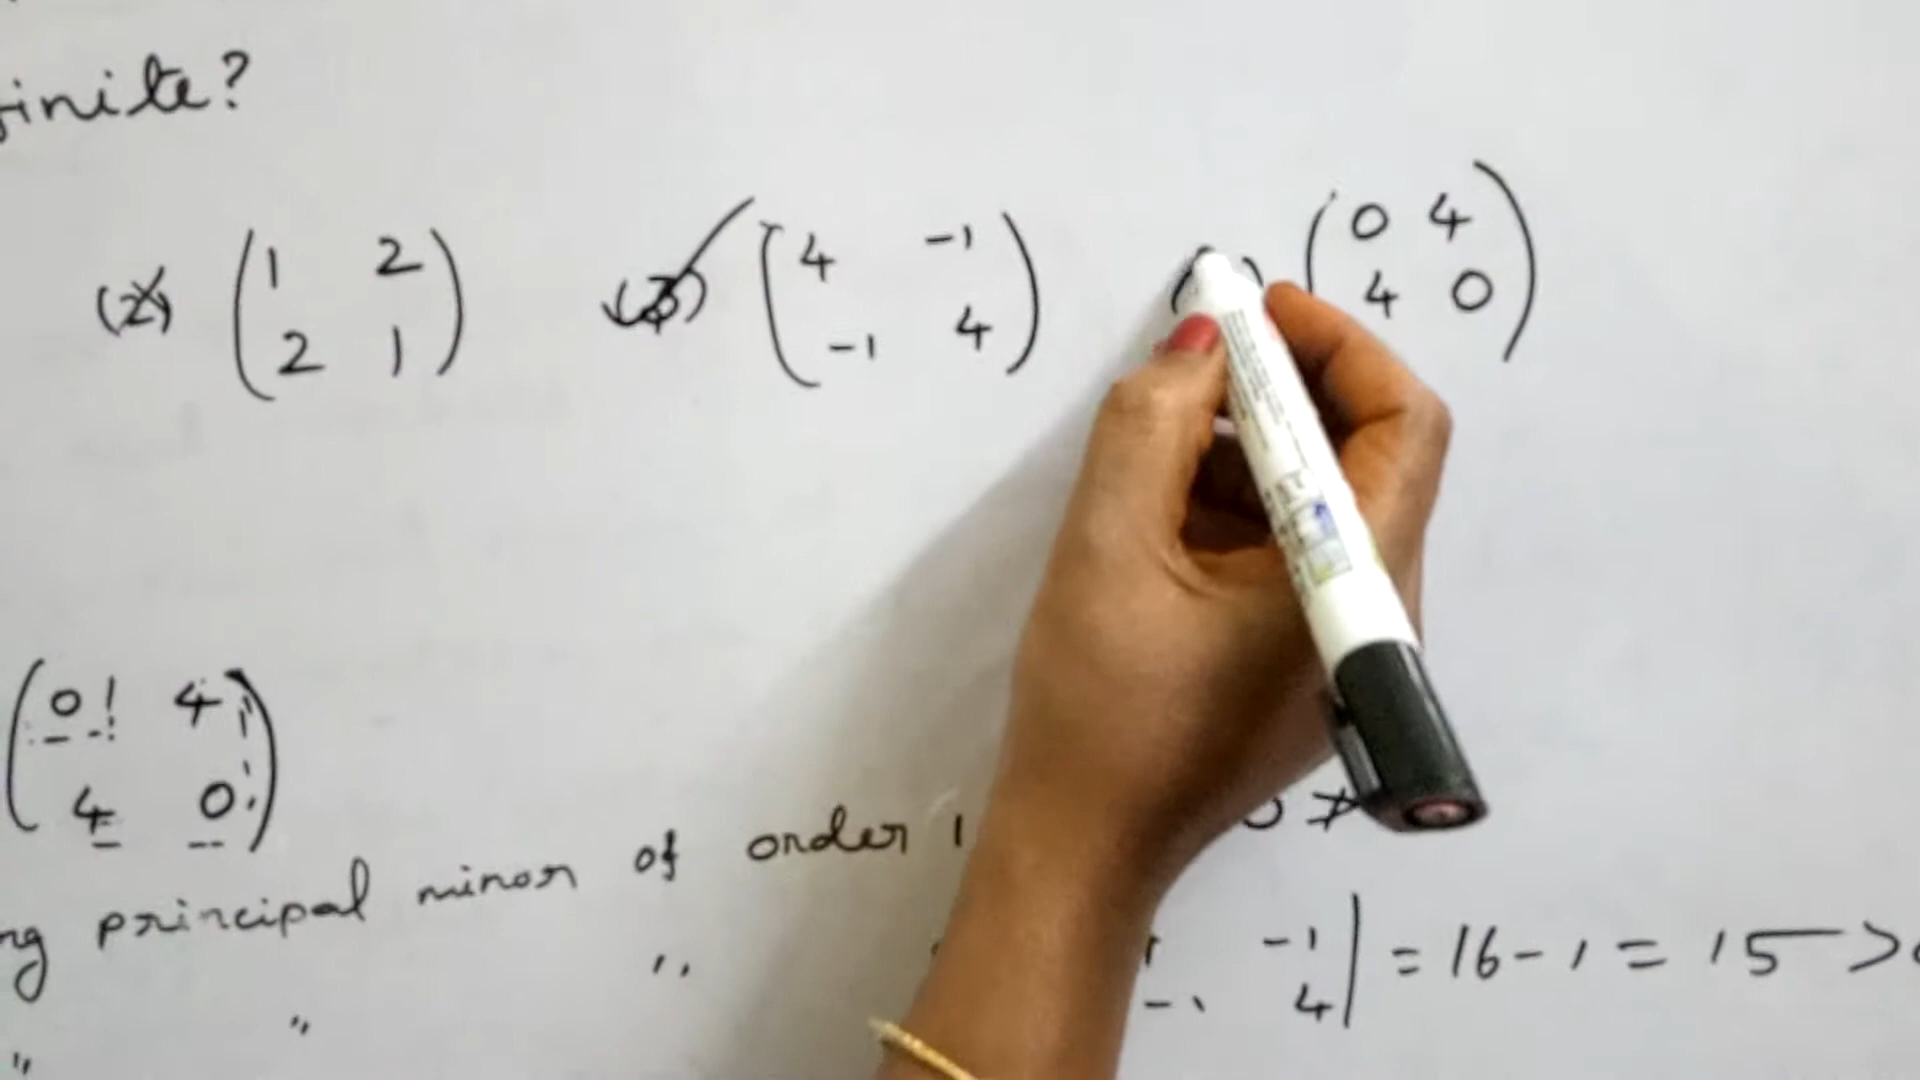 finite?
(2) ( 1 2 (3) ( 4 -1 ( 0 4
2 1 ) -1 4 ) 4 0 )
( 0 4
4 0 )
principal minor of order 1
"
-1
-1 4 | = 16-1 = 15 >
"
"